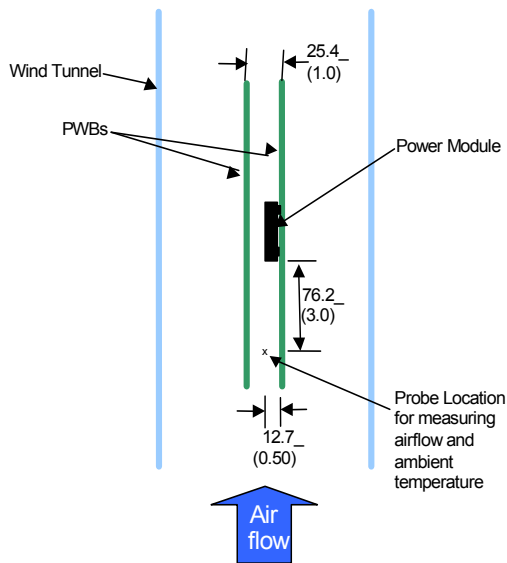 25.4_
(1.0)
Wind Tunnel
PWBs
Power Module
76.2_
(3.0)
x
Probe Location
for measuring
airflow and
ambient
temperature
12.7_
(0.50)
Air
flow